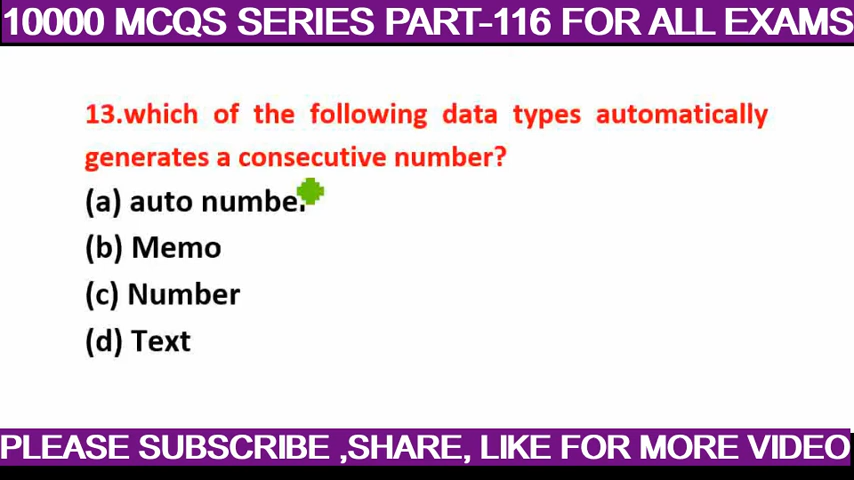 10000 MCQS SERIES PART-116 FOR ALL EXAMS
13.which of the following data types automatically
generates a consecutive number?
(a) auto number
(b) Memo
(c) Number
(d) Text
PLEASE SUBSCRIBE ,SHARE, LIKE FOR MORE VIDEO